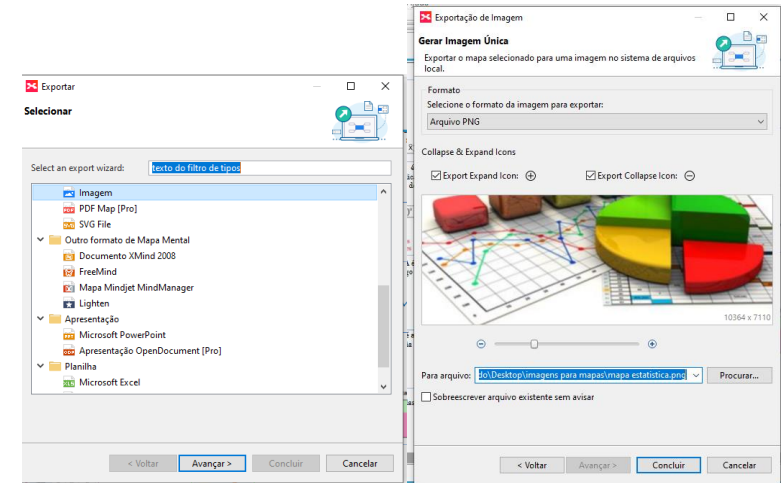 Exportar
Selecionar
Select an export wizard:
texto do filtro de tipos
Imagem
PDF Map [Pro]
SVG File
Outro formato de Mapa Mental
Documento XMind 2008
FreeMind
Mapa Mindjet MindManager
Lighten
Apresentação
Microsoft PowerPoint
Apresentação OpenDocument [Pro]
Planilha
Microsoft Excel
< Voltar
Avançar >
Concluir
Cancelar
Exportação de Imagem
Gerar Imagem Única
Exportar o mapa selecionado para uma imagem no sistema de arquivos
local.
Formato
Selecione o formato da imagem para exportar:
Arquivo PNG
Collapse & Expand Icons
Export Expand Icon:
Export Collapse Icon:
10364 x 7110
Para arquivo:
do\Desktop\imagens para mapas\mapa estatistica.png
Procurar...
Sobreescrever arquivo existente sem avisar
< Voltar
Avançar >
Concluir
Cancelar